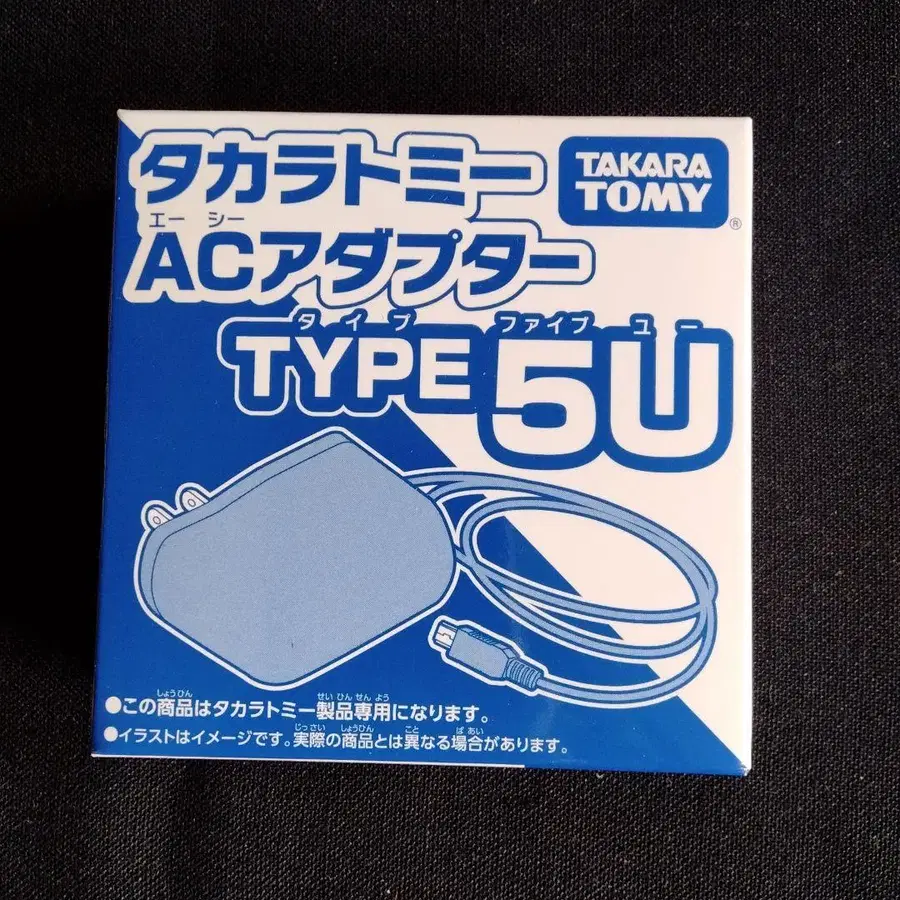 タカラトミー
TAKARA
TOMY
®
エー シー
ACアダプター
タイプ ファイブ ユー
TYPE 5U
しょうひん せいひんせんよう
●この商品はタカラトミー製品専用になります。
じっさい しょうひん こと ばあい
●イラストはイメージです。実際の商品とは異なる場合があります。